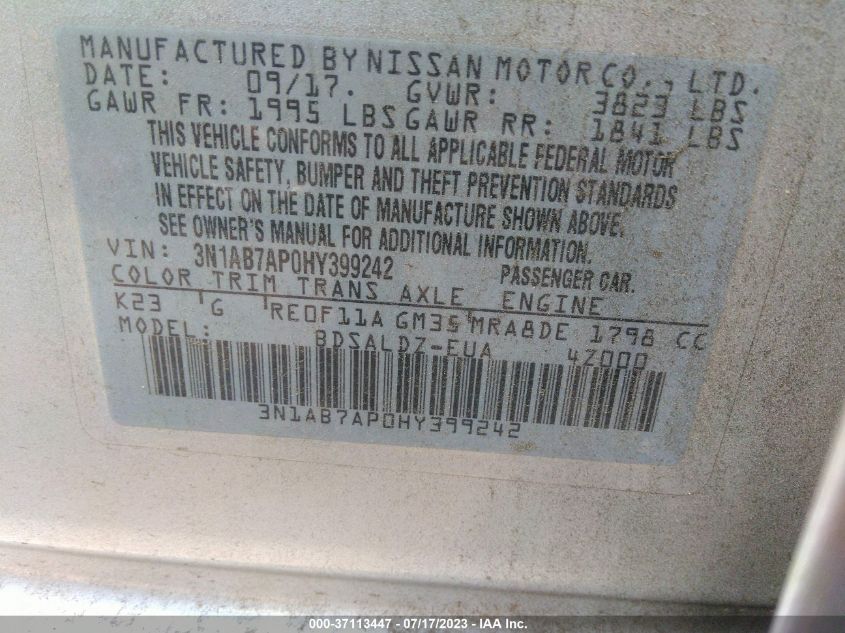 MANUFACTURED BY NISSAN MOTOR CO., LTD.
DATE: 09/17. GVWR: 3823 LBS
GAWR FR: 1995 LBS GAWR RR: 1841 LBS
THIS VEHICLE CONFORMS TO ALL APPLICABLE FEDERAL MOTOR
VEHICLE SAFETY, BUMPER AND THEFT PREVENTION STANDARDS
IN EFFECT ON THE DATE OF MANUFACTURE SHOWN ABOVE.
SEE OWNER'S MANUAL FOR ADDITIONAL INFORMATION.
VIN: 3N1AB7AP0HY399242 PASSENGER CAR.
COLOR TRIM TRANS AXLE ENGINE
K23 G RE0F11A GM35 MRA8DE 1798 CC
MODEL: BDSALDZ-EUA 4Z000
3N1AB7AP0HY399242
000-37113447 - 07/17/2023 - IAA Inc.